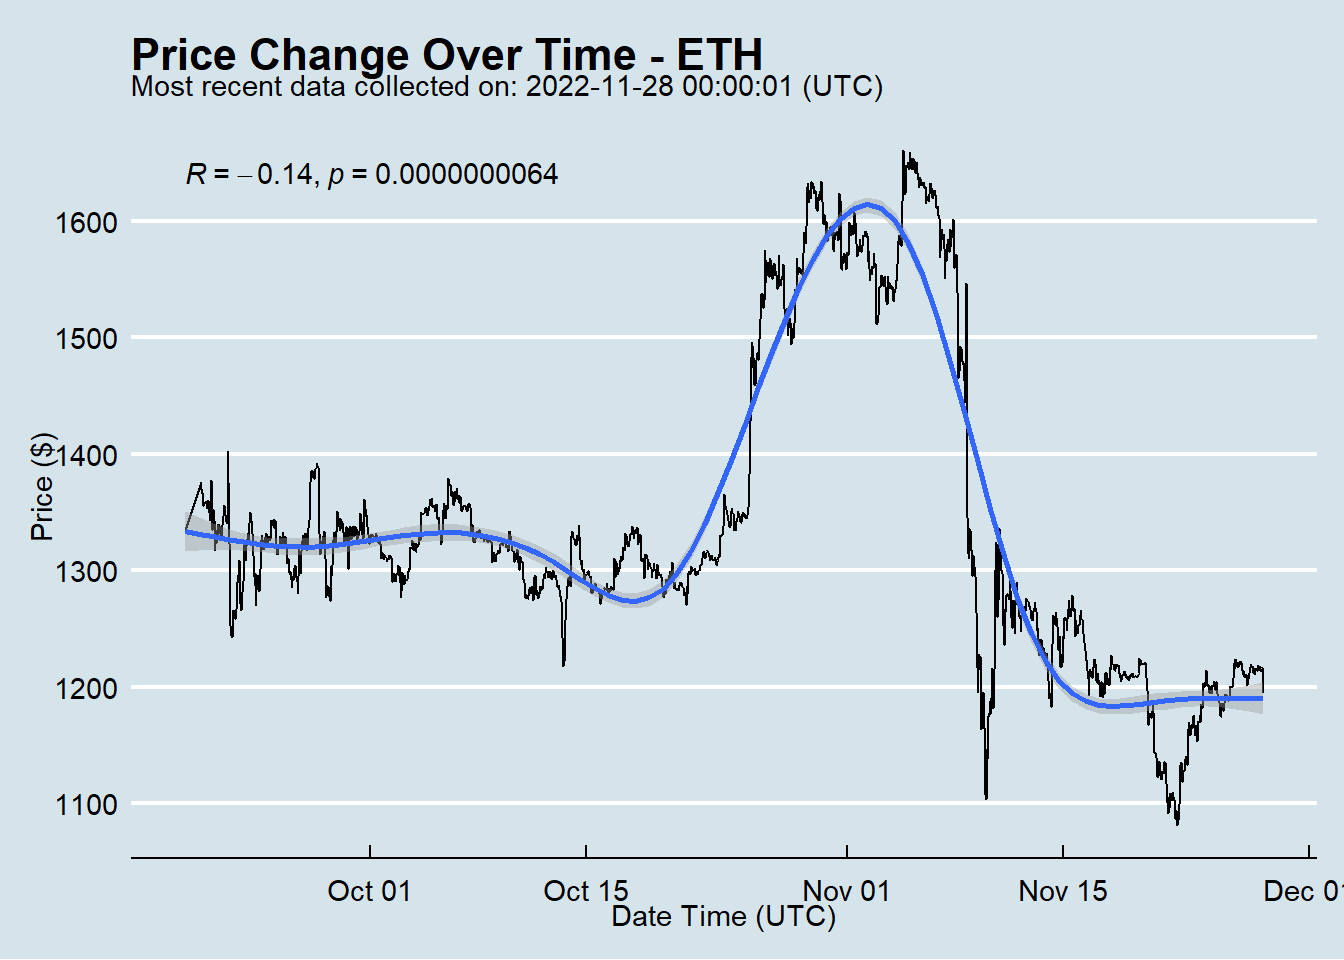 Price Change Over Time - ETH
Most recent data collected on: 2022-11-28 00:00:01 (UTC)
R = −0.14, p = 0.0000000064
1600
1500
1400
1300
1200
1100
Price ($)
Oct 01
Oct 15
Nov 01
Nov 15
Dec 01
Date Time (UTC)